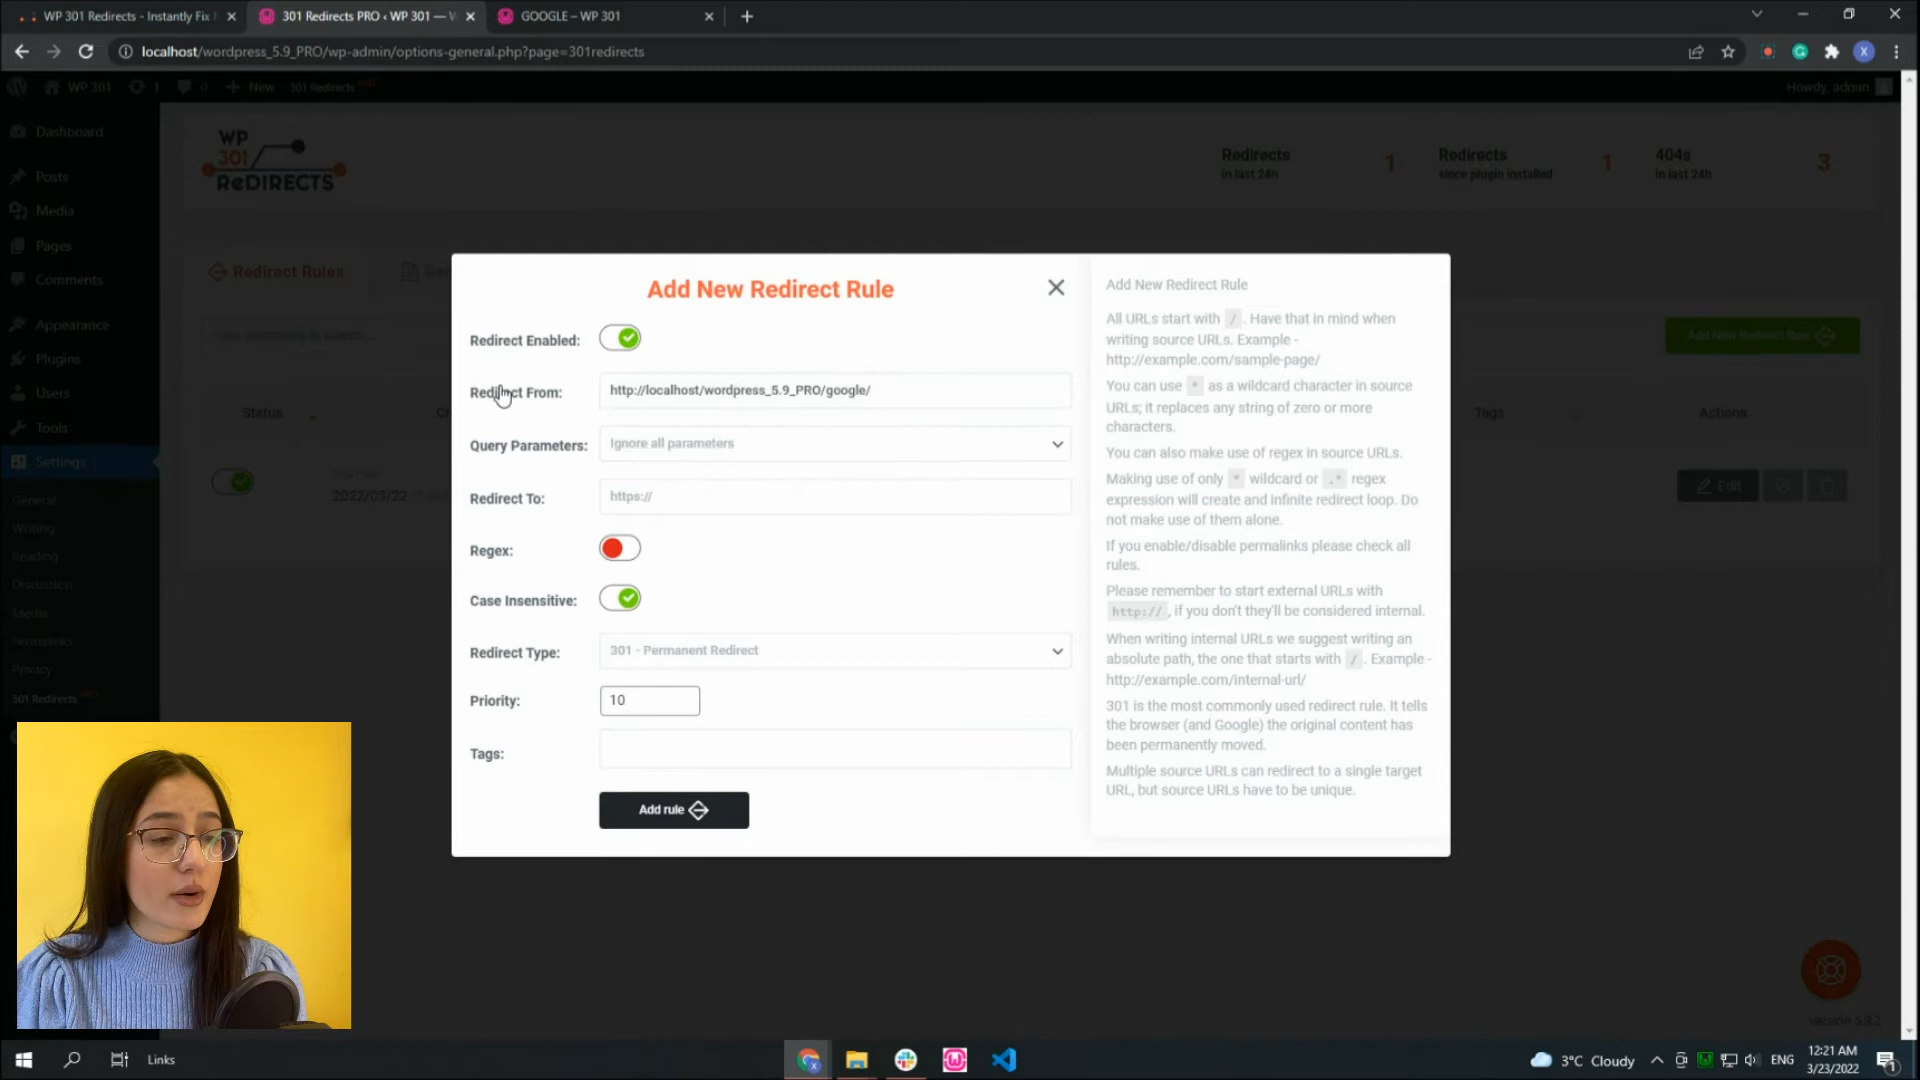 WP 301 Redirects - Instantly Fix
301 Redirects PRO ‹ WP 301 — W
GOOGLE – WP 301
localhost/wordpress_5.9_PRO/wp-admin/options-general.php?page=301redirects
WP 301
1
0
New
301 Redirects PRO
Howdy, admin
Dashboard
Posts
Media
Pages
Comments
Appearance
Plugins
Users
Tools
Settings
General
Writing
Reading
Discussion
Media
Permalinks
Privacy
301 Redirects
WP
301
ReDIRECTS
Redirects
in last 24h
1
Redirects
since plugin installed
1
404s
in last 24h
3
Redirect Rules
Add New Redirect Rule
Status
Tags
Actions
2022/03/22
Edit
Add New Redirect Rule
Redirect Enabled:
Redirect From:
http://localhost/wordpress_5.9_PRO/google/
Query Parameters:
Ignore all parameters
Redirect To:
https://
Regex:
Case Insensitive:
Redirect Type:
301 - Permanent Redirect
Priority:
10
Tags:
Add rule
Add New Redirect Rule
All URLs start with / . Have that in mind when
writing source URLs. Example -
http://example.com/sample-page/
You can use * as a wildcard character in source
URLs; it replaces any string of zero or more
characters.
You can also make use of regex in source URLs.
Making use of only * wildcard or .* regex
expression will create and infinite redirect loop. Do
not make use of them alone.
If you enable/disable permalinks please check all
rules.
Please remember to start external URLs with
http:// , if you don't they'll be considered internal.
When writing internal URLs we suggest writing an
absolute path, the one that starts with / . Example -
http://example.com/internal-url/
301 is the most commonly used redirect rule. It tells
the browser (and Google) the original content has
been permanently moved.
Multiple source URLs can redirect to a single target
URL, but source URLs have to be unique.
Version 5.9.2
Links
3°C Cloudy
ENG
12:21 AM
3/23/2022
1
X